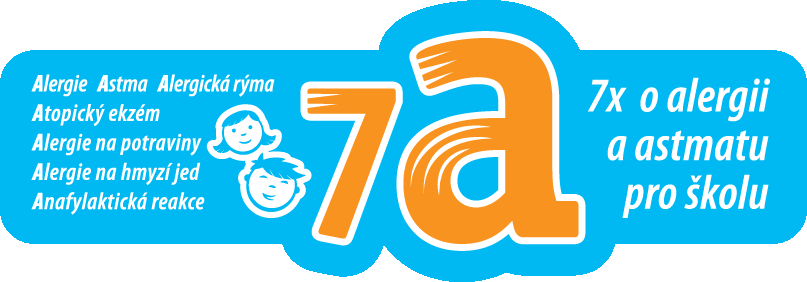 Alergie Astma Alergická rýma
Atopický ekzém
Alergie na potraviny
Alergie na hmyzí jed
Anafylaktická reakce
7a
7x o alergii
a astmatu
pro školu